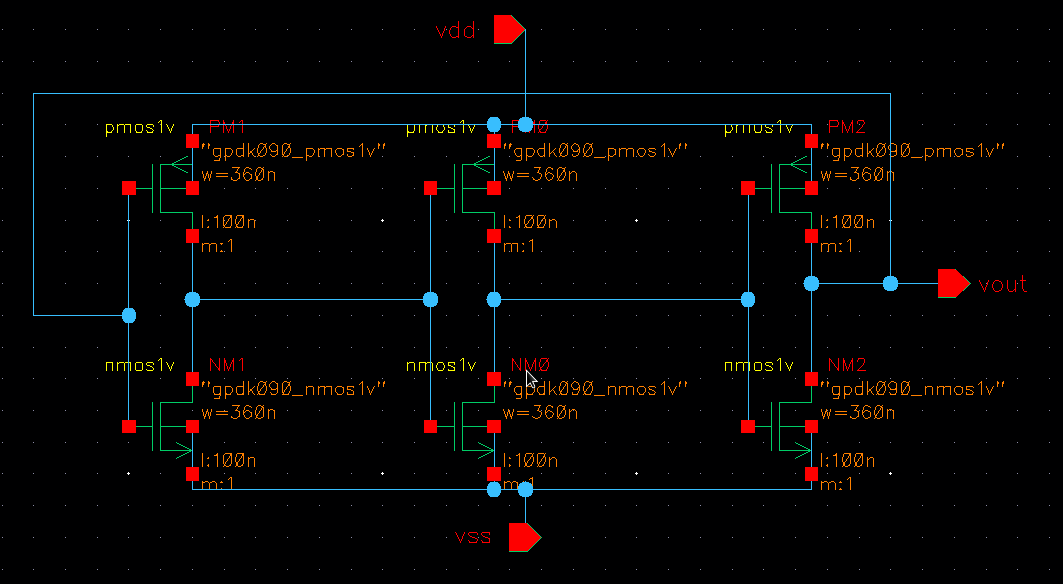 vdd
pmos1v PM1
"gpdk090_pmos1v"
w=360n
l:100n
m:1
pmos1v PM0
"gpdk090_pmos1v"
w=360n
l:100n
m:1
pmos1v PM2
"gpdk090_pmos1v"
w=360n
l:100n
m:1
vout
nmos1v NM1
"gpdk090_nmos1v"
w=360n
l:100n
m:1
nmos1v NM0
"gpdk090_nmos1v"
w=360n
l:100n
m:1
nmos1v NM2
"gpdk090_nmos1v"
w=360n
l:100n
m:1
vss